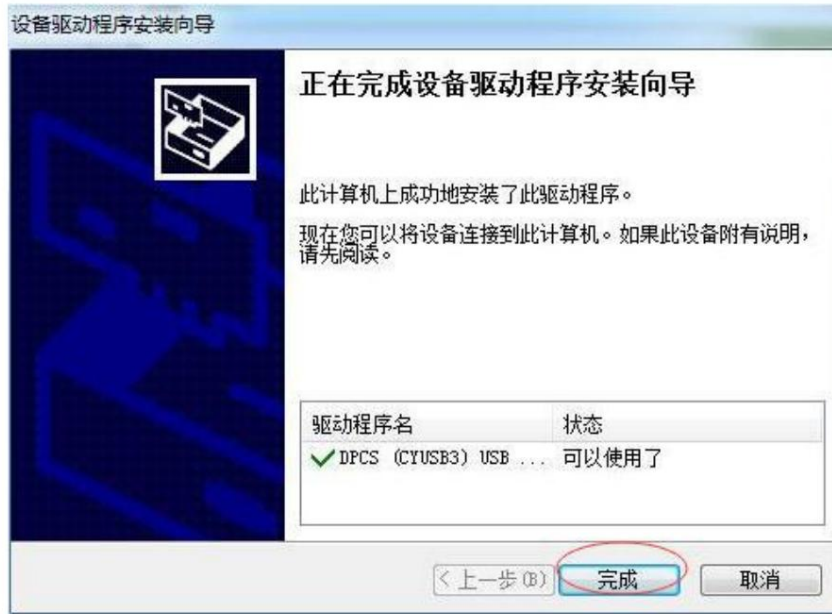 设备驱动程序安装向导
正在完成设备驱动程序安装向导
此计算机上成功地安装了此驱动程序。
现在您可以将设备连接到此计算机。如果此设备附有说明，
请先阅读。
驱动程序名 状态
DPCS (CYUSB3) USB ... 可以使用了
< 上一步(B) 完成 取消